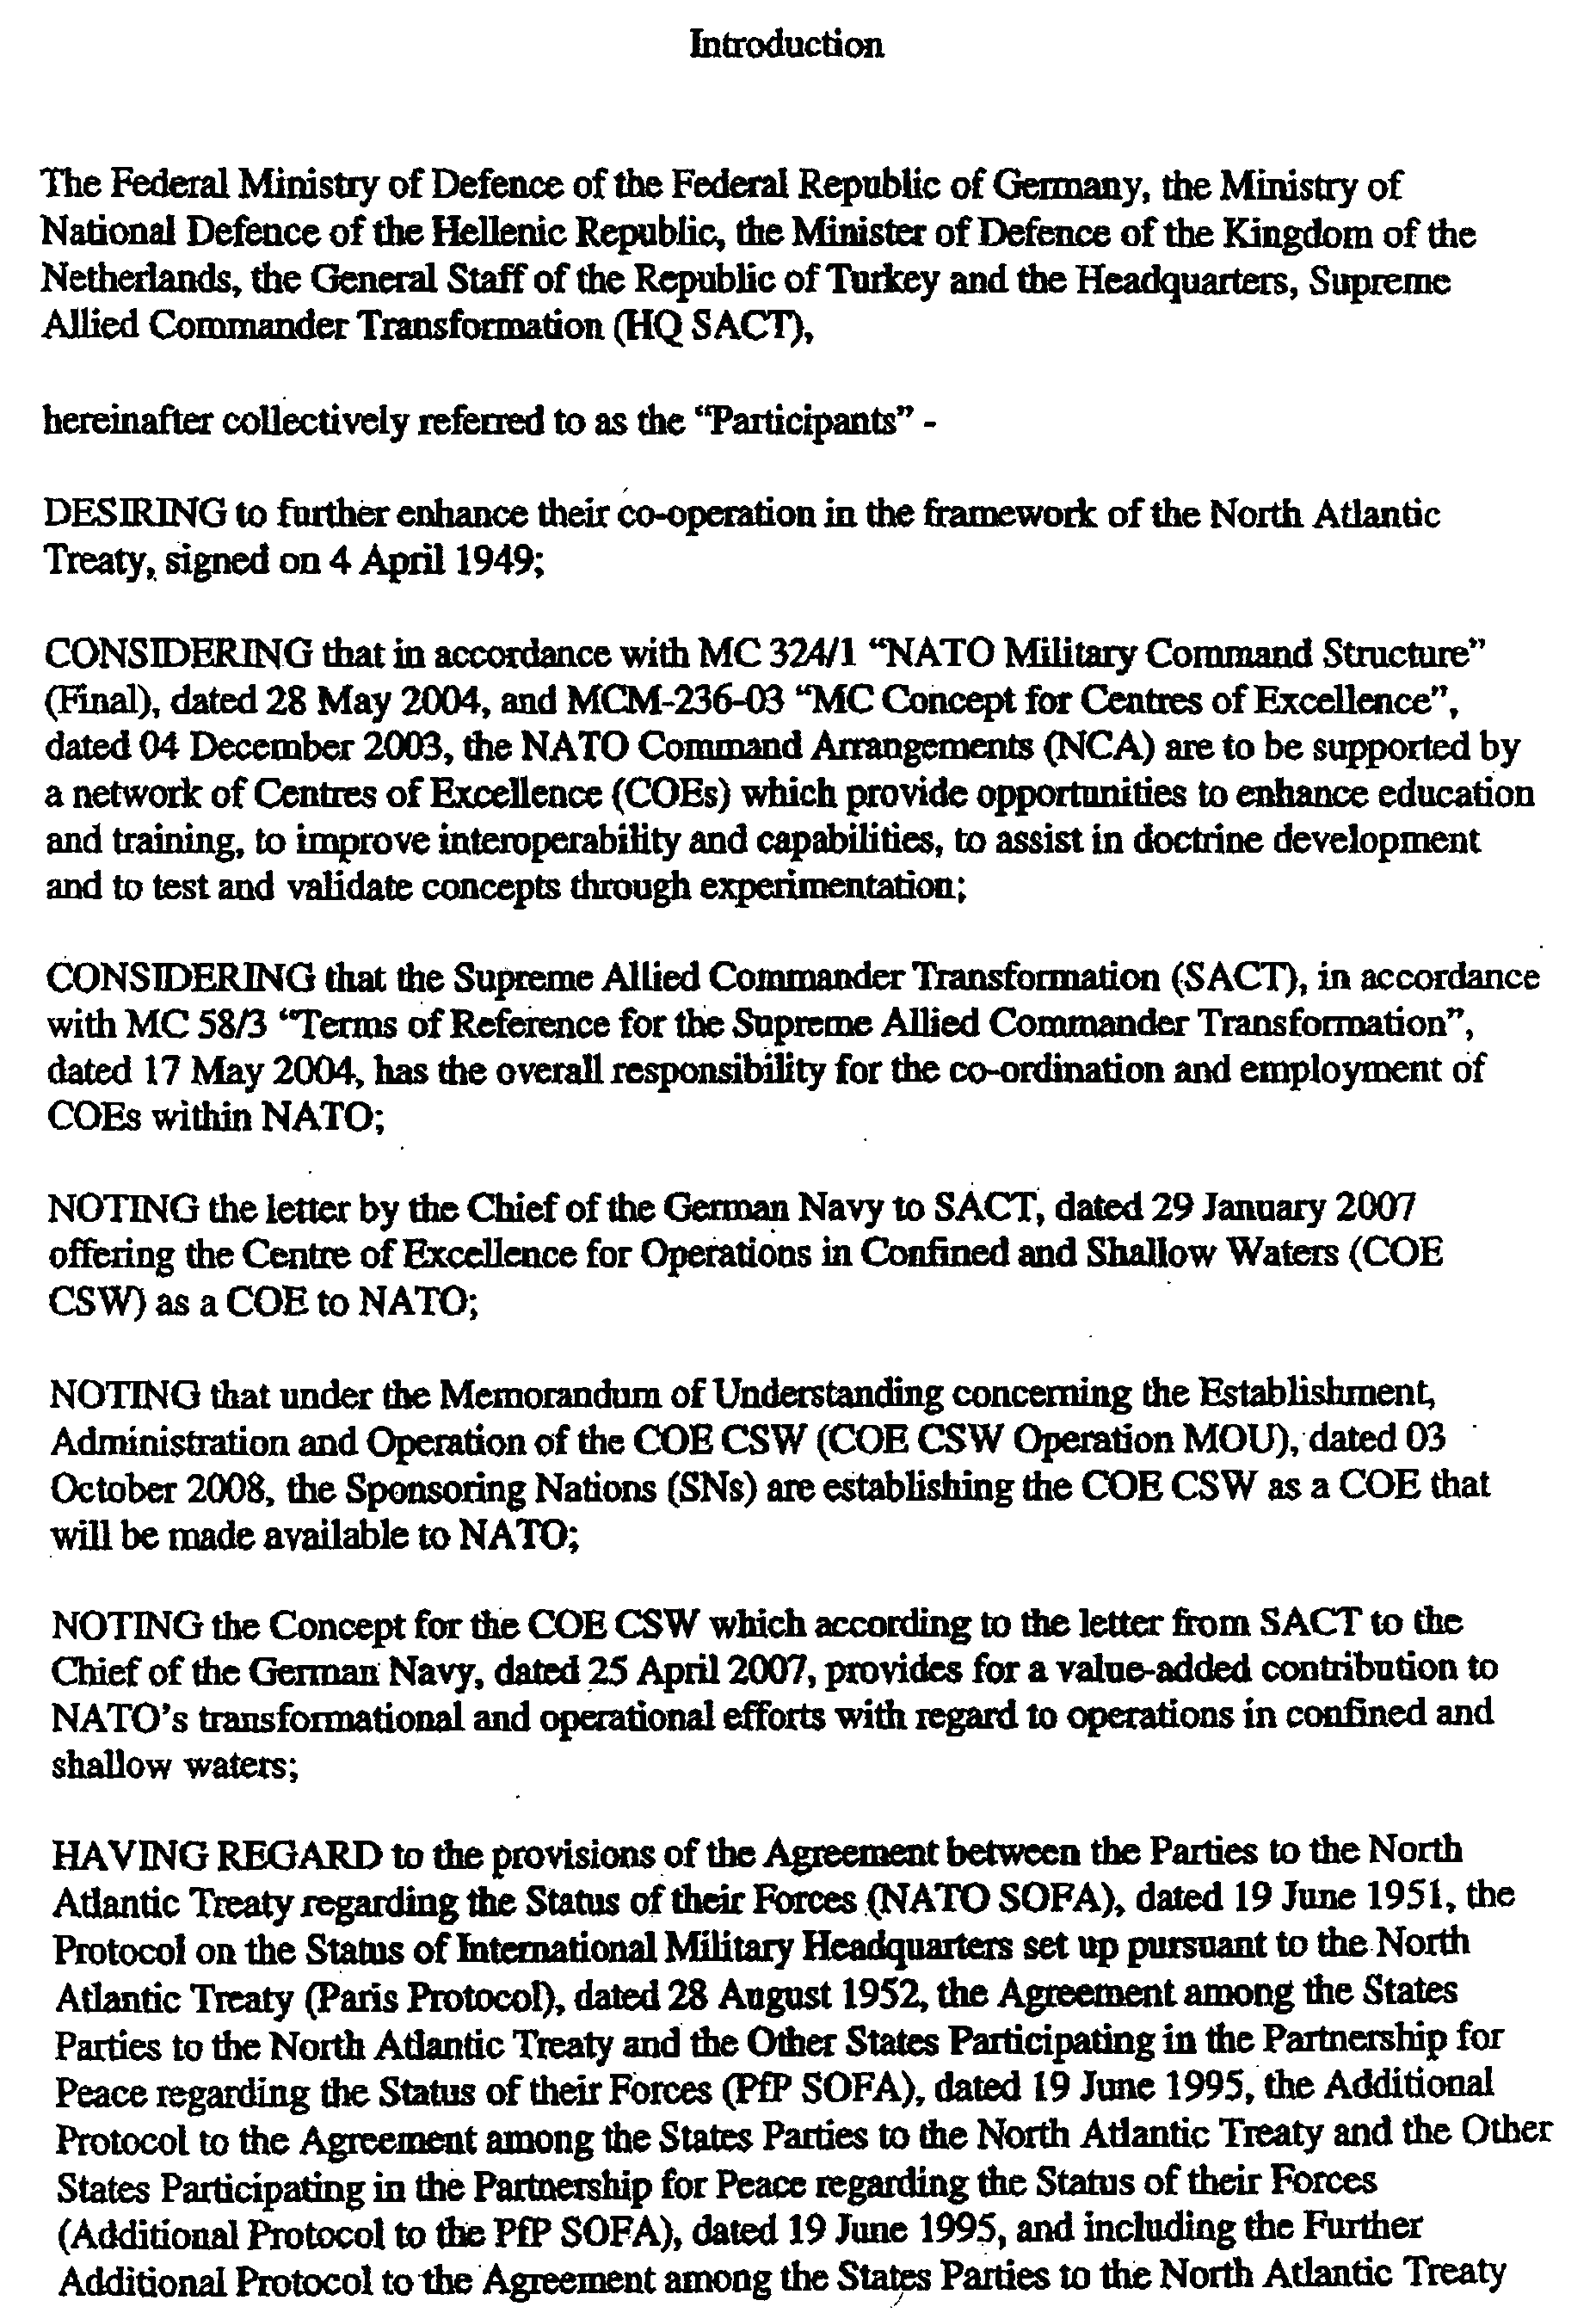 Introduction
The Federal Ministry of Defence of the Federal Republic of Germany, the Ministry of
National Defence of the Hellenic Republic, the Minister of Defence of the Kingdom of the
Netherlands, the General Staff of the Republic of Turkey and the Headquarters, Supreme
Allied Commander Transformation (HQ SACT),
hereinafter collectively referred to as the “Participants” -
DESIRING to further enhance their co-operation in the framework of the North Atlantic
Treaty, signed on 4 April 1949;
CONSIDERING that in accordance with MC 324/1 “NATO Military Command Structure”
(Final), dated 28 May 2004, and MCM-236-03 “MC Concept for Centres of Excellence”,
dated 04 December 2003, the NATO Command Arrangements (NCA) are to be supported by
a network of Centres of Excellence (COEs) which provide opportunities to enhance education
and training, to improve interoperability and capabilities, to assist in doctrine development
and to test and validate concepts through experimentation;
CONSIDERING that the Supreme Allied Commander Transformation (SACT), in accordance
with MC 58/3 “Terms of Reference for the Supreme Allied Commander Transformation”,
dated 17 May 2004, has the overall responsibility for the co-ordination and employment of
COEs within NATO;
NOTING the letter by the Chief of the German Navy to SACT, dated 29 January 2007
offering the Centre of Excellence for Operations in Confined and Shallow Waters (COE
CSW) as a COE to NATO;
NOTING that under the Memorandum of Understanding concerning the Establishment,
Administration and Operation of the COE CSW (COE CSW Operation MOU), dated 03
October 2008, the Sponsoring Nations (SNs) are establishing the COE CSW as a COE that
will be made available to NATO;
NOTING the Concept for the COE CSW which according to the letter from SACT to the
Chief of the German Navy, dated 25 April 2007, provides for a value-added contribution to
NATO’s transformational and operational efforts with regard to operations in confined and
shallow waters;
HAVING REGARD to the provisions of the Agreement between the Parties to the North
Atlantic Treaty regarding the Status of their Forces (NATO SOFA), dated 19 June 1951, the
Protocol on the Status of International Military Headquarters set up pursuant to the North
Atlantic Treaty (Paris Protocol), dated 28 August 1952, the Agreement among the States
Parties to the North Atlantic Treaty and the Other States Participating in the Partnership for
Peace regarding the Status of their Forces (PfP SOFA), dated 19 June 1995, the Additional
Protocol to the Agreement among the States Parties to the North Atlantic Treaty and the Other
States Participating in the Partnership for Peace regarding the Status of their Forces
(Additional Protocol to the PfP SOFA), dated 19 June 1995, and including the Further
Additional Protocol to the Agreement among the States Parties to the North Atlantic Treaty